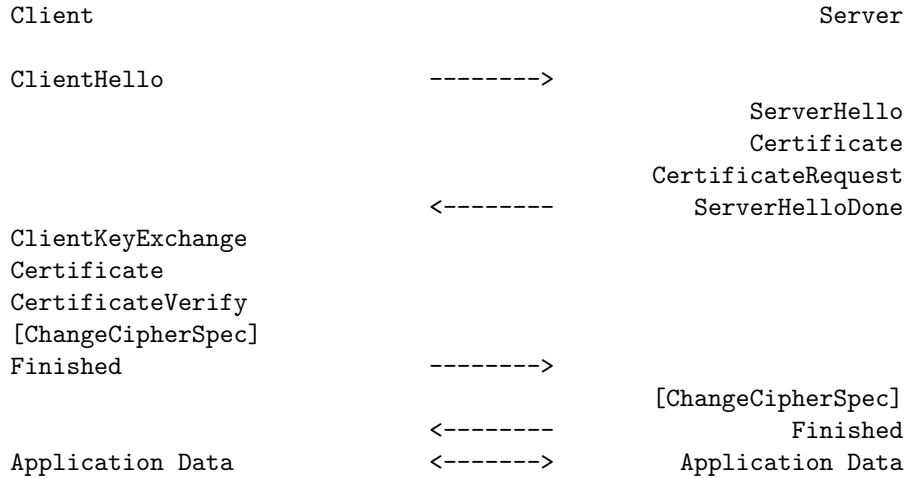 Client Server
ClientHello -------->
ServerHello
Certificate
CertificateRequest
<-------- ServerHelloDone
ClientKeyExchange
Certificate
CertificateVerify
[ChangeCipherSpec]
Finished -------->
[ChangeCipherSpec]
<-------- Finished
Application Data <-------> Application Data